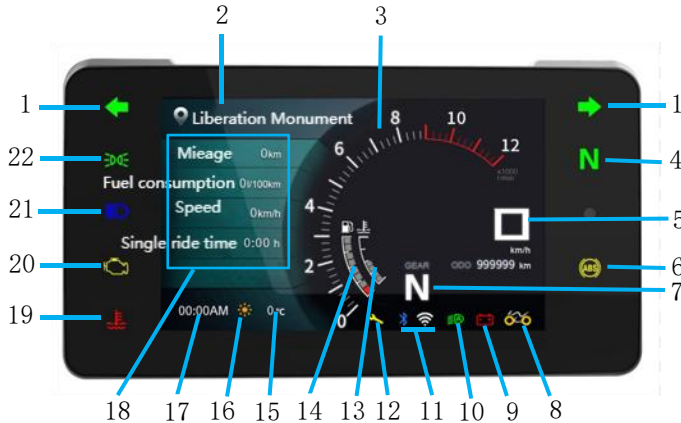 2
3
1
Liberation Monument
8
10
1
22
Mieage 0km
6
12
x1000
r/min
N
4
Fuel consumption 0l/100km
21
Speed 0km/h
4
5
20
Single ride time 0:00 h
km/h
2
GEAR
ODO 999999 km
ABS
6
N
7
19
00:00AM
0℃
0
A
18
17
16
15
14
13
12
11
10
9
8